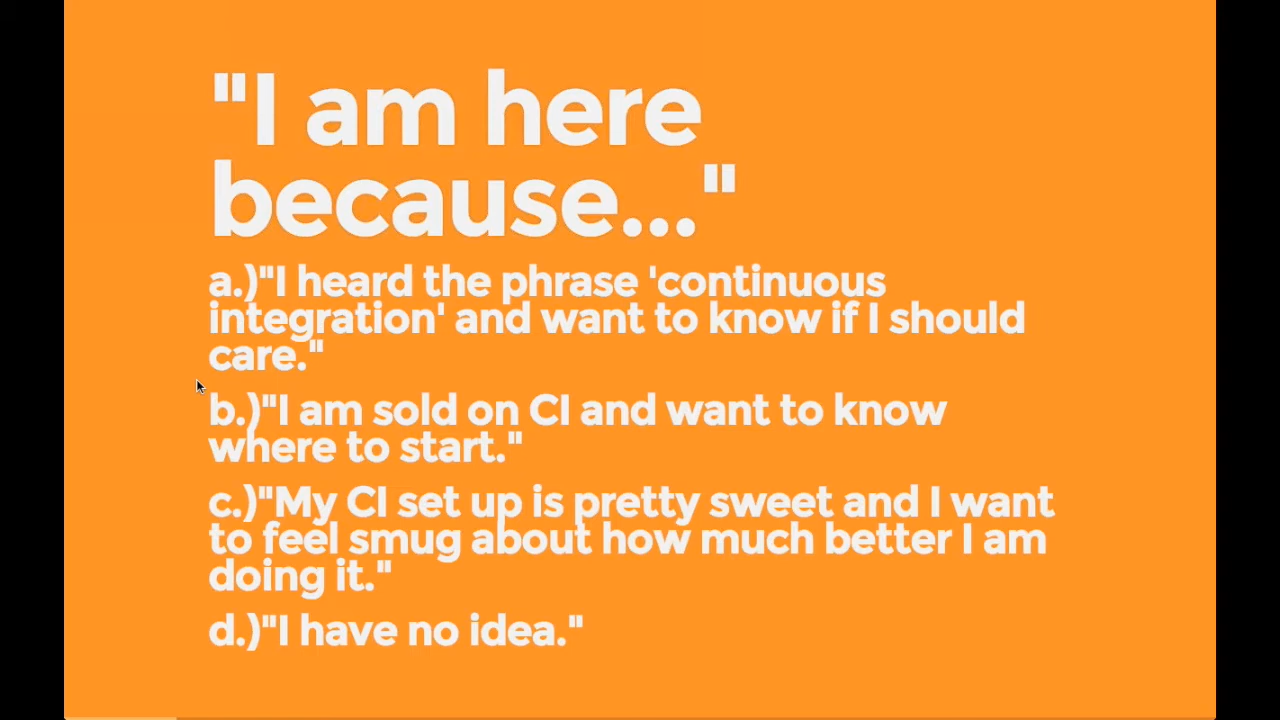 "I am here
because..."
a.)"I heard the phrase 'continuous
integration' and want to know if I should
care."
b.)"I am sold on CI and want to know
where to start."
c.)"My CI set up is pretty sweet and I want
to feel smug about how much better I am
doing it."
d.)"I have no idea."